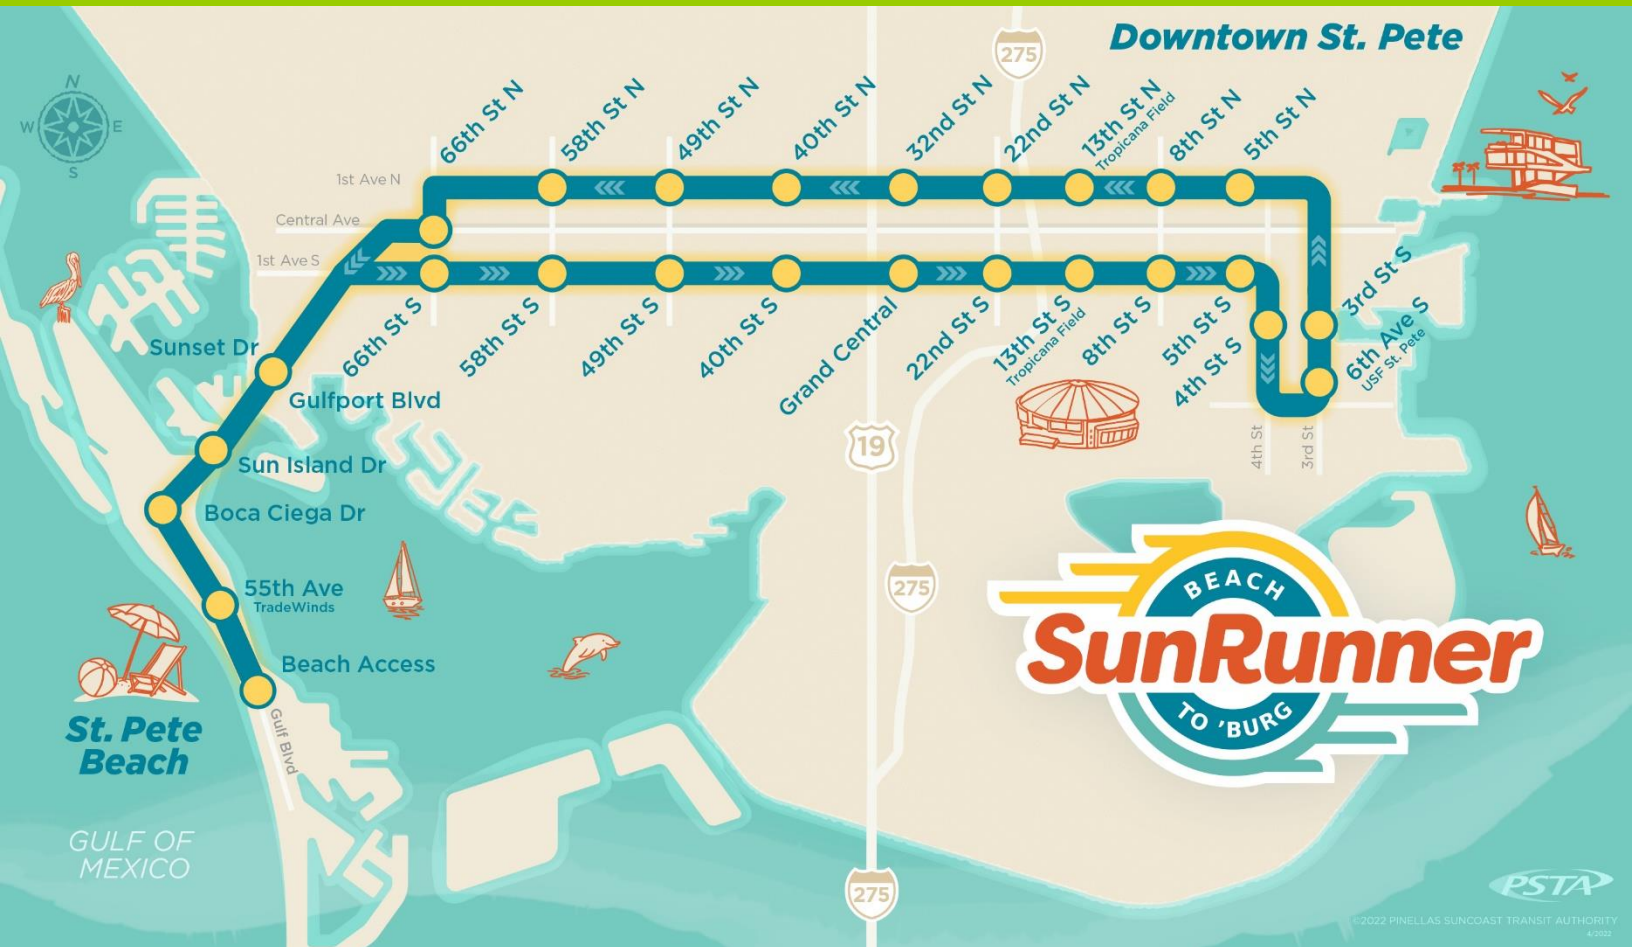 Downtown St. Pete
275
N
W
E
S
66th St N
58th St N
49th St N
40th St N
32nd St N
22nd St N
13th St N
Tropicana Field
8th St N
5th St N
1st Ave N
Central Ave
1st Ave S
66th St S
58th St S
49th St S
40th St S
Grand Central
22nd St S
13th St S
Tropicana Field
8th St S
5th St S
4th St S
3rd St S
6th Ave S
USF St. Pete
4th St
3rd St
Sunset Dr
Gulfport Blvd
Sun Island Dr
Boca Ciega Dr
55th Ave
TradeWinds
Beach Access
Gulf Blvd
St. Pete
Beach
19
275
275
GULF OF
MEXICO
BEACH
SunRunner
TO 'BURG
PSTA
©2022 PINELLAS SUNCOAST TRANSIT AUTHORITY
4/2022